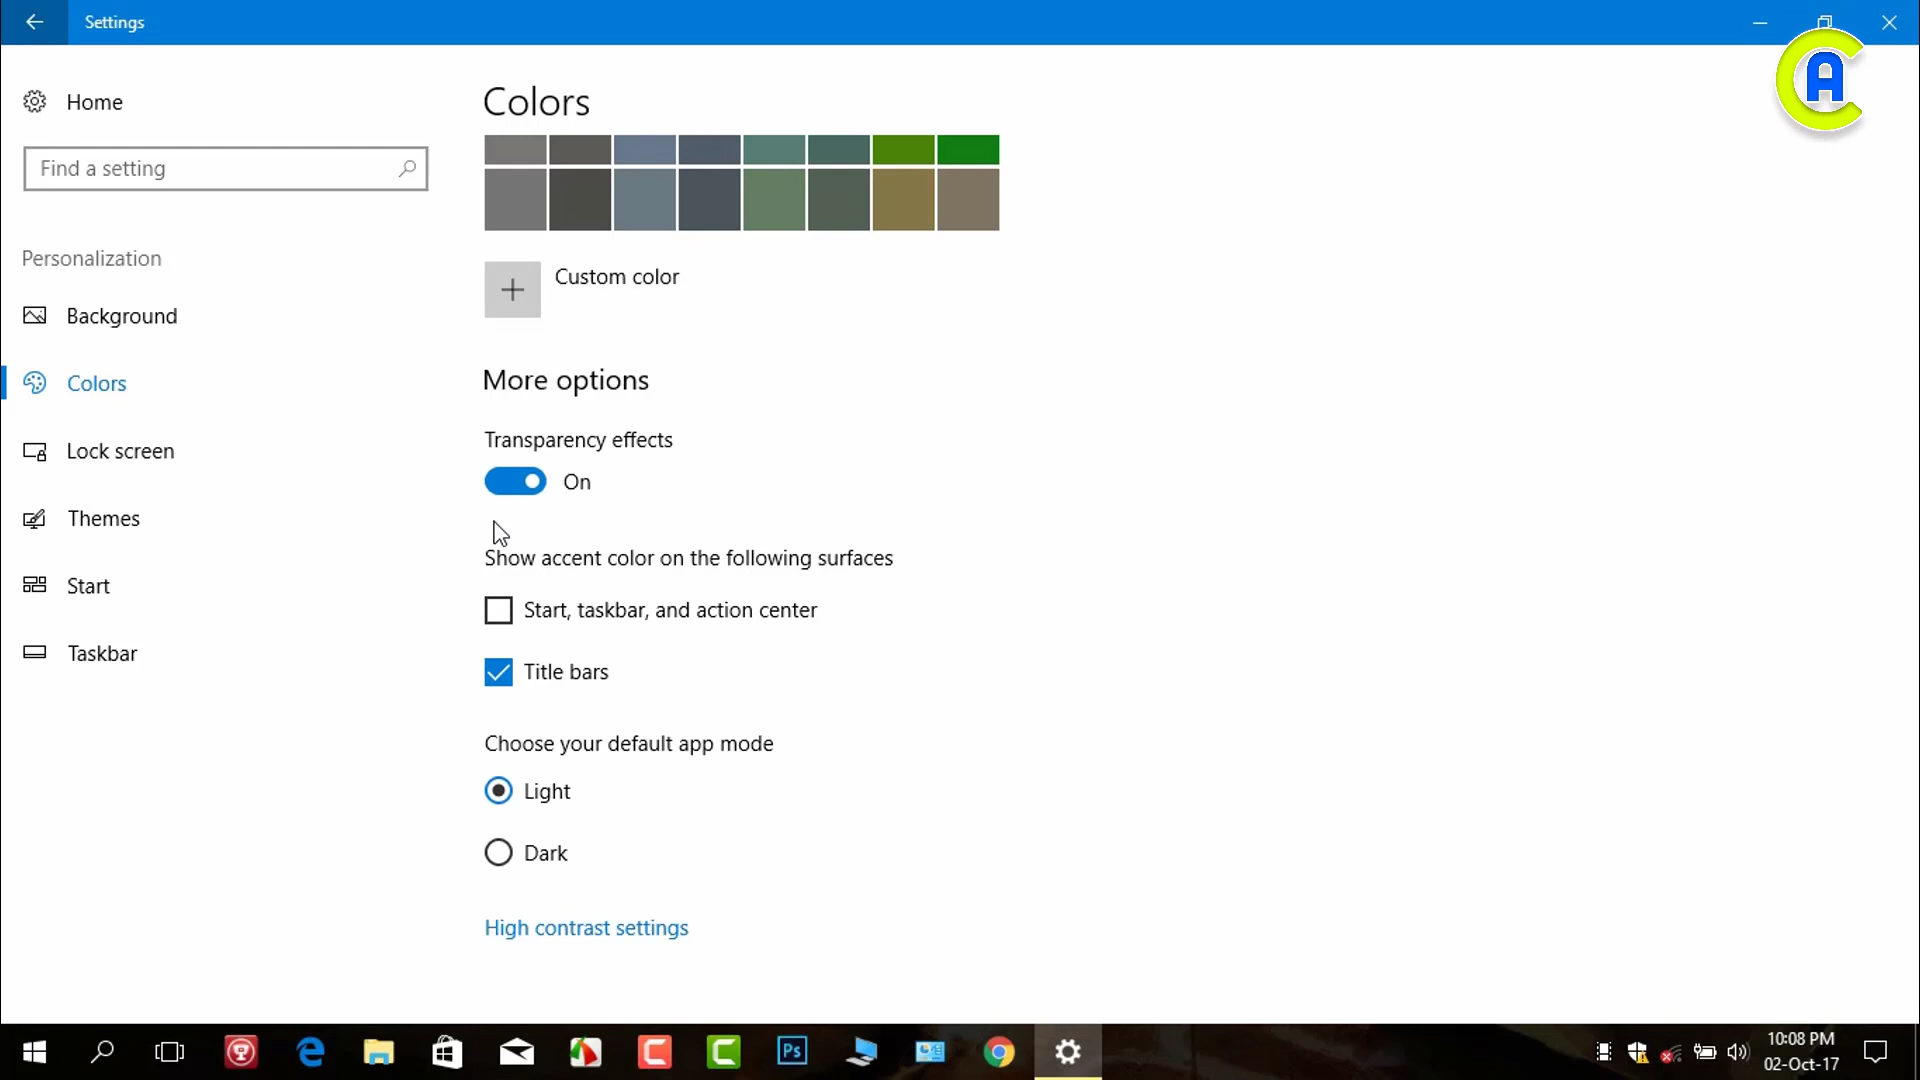 Settings
CA
Home
Find a setting
Personalization
Background
Colors
Lock screen
Themes
Start
Taskbar
Colors
Custom color
More options
Transparency effects
On
Show accent color on the following surfaces
Start, taskbar, and action center
Title bars
Choose your default app mode
Light
Dark
High contrast settings
Ps
10:08 PM
02-Oct-17